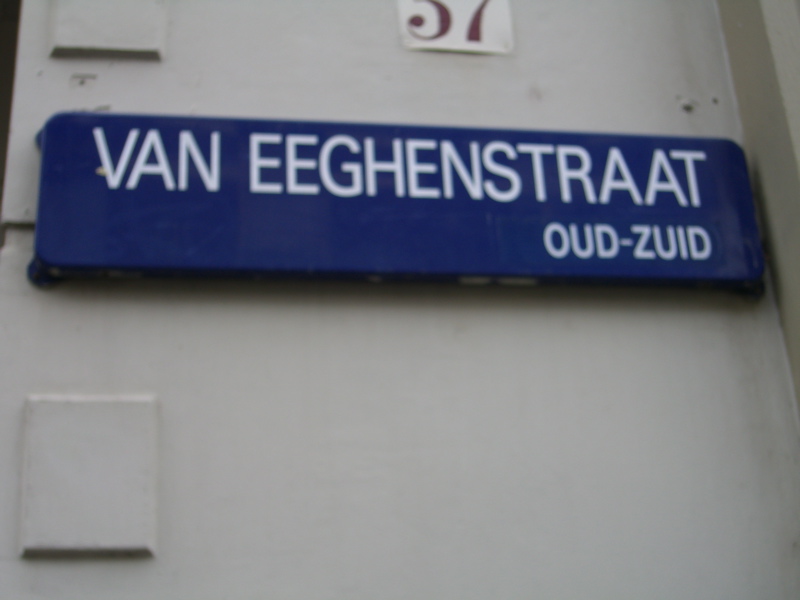 57
VAN EEGHENSTRAAT
OUD-ZUID